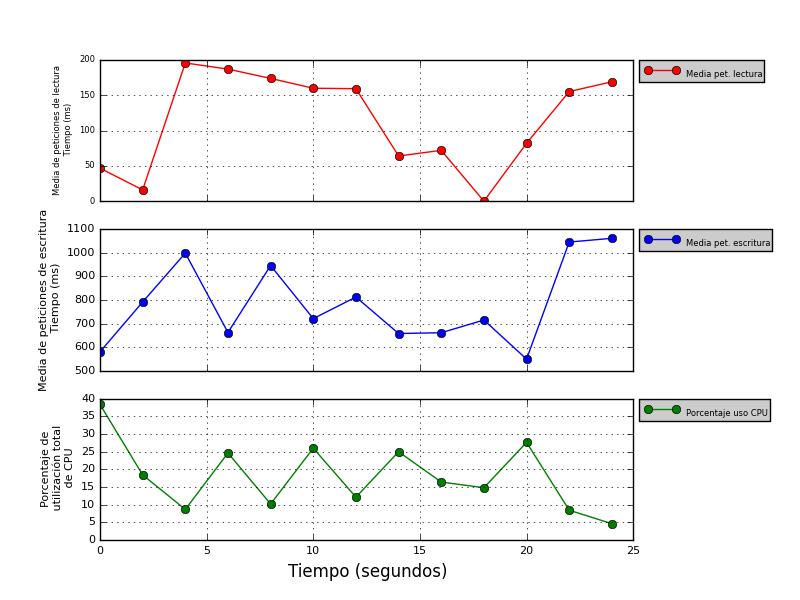 Media de peticiones de lectura
Tiempo (ms)
200
150
100
50
0
Media pet. lectura
Media de peticiones de escritura
Tiempo (ms)
1100
1000
900
800
700
600
500
Media pet. escritura
Porcentaje de
utilización total
de CPU
40
35
30
25
20
15
10
5
0
Porcentaje uso CPU
0 5 10 15 20 25
Tiempo (segundos)